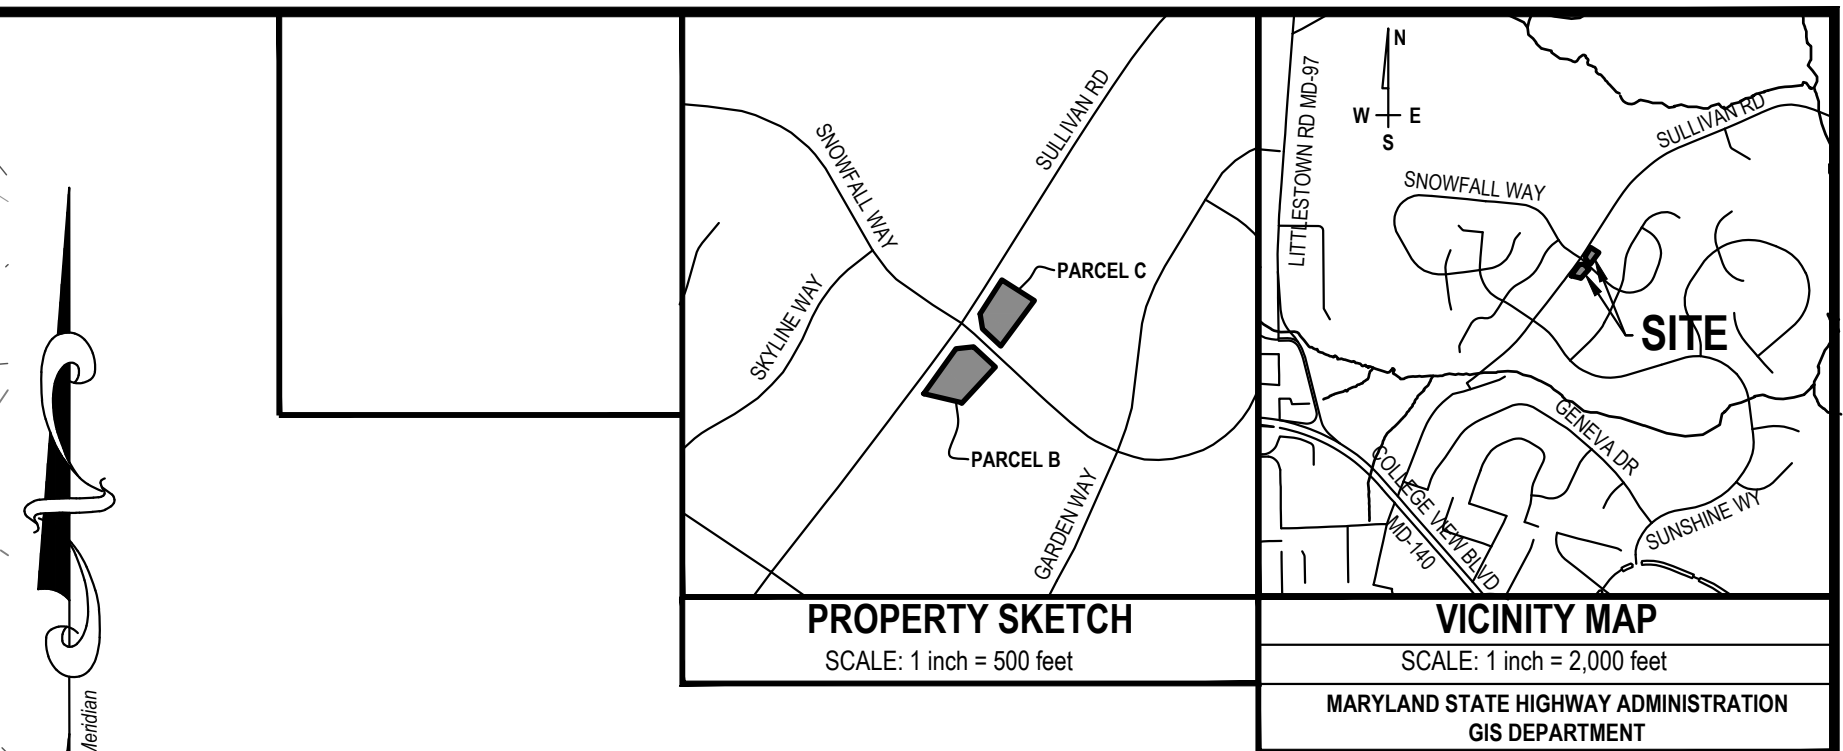 Meridian
SNOWFALL WAY
SULLIVAN RD
SKYLINE WAY
PARCEL C
PARCEL B
GARDEN WAY
PROPERTY SKETCH
SCALE: 1 inch = 500 feet
LITTLESTOWN RD MD-97
N
W E
S
SULLIVAN RD
SNOWFALL WAY
SITE
GENEVA DR
COLLEGE VIEW BLVD
MD-140
SUNSHINE WY
VICINITY MAP
SCALE: 1 inch = 2,000 feet
MARYLAND STATE HIGHWAY ADMINISTRATION
GIS DEPARTMENT